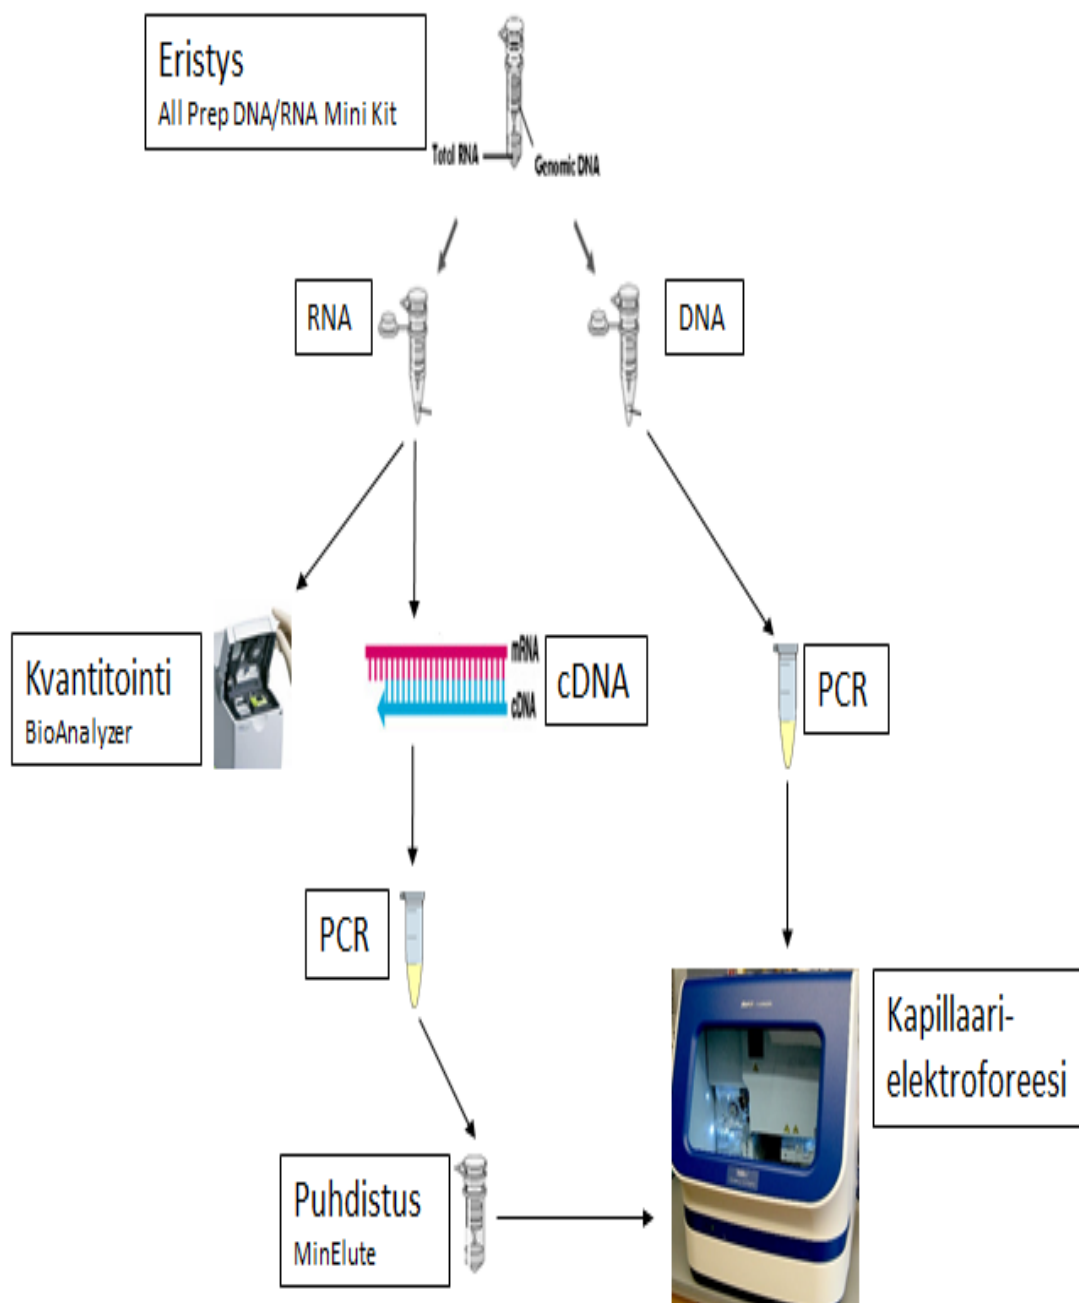 Eristys
All Prep DNA/RNA Mini Kit
Total RNA
Genomic DNA
RNA
DNA
Kvantitointi
BioAnalyzer
mRNA
cDNA
cDNA
PCR
PCR
Kapillaari-
elektroforeesi
Puhdistus
MinElute